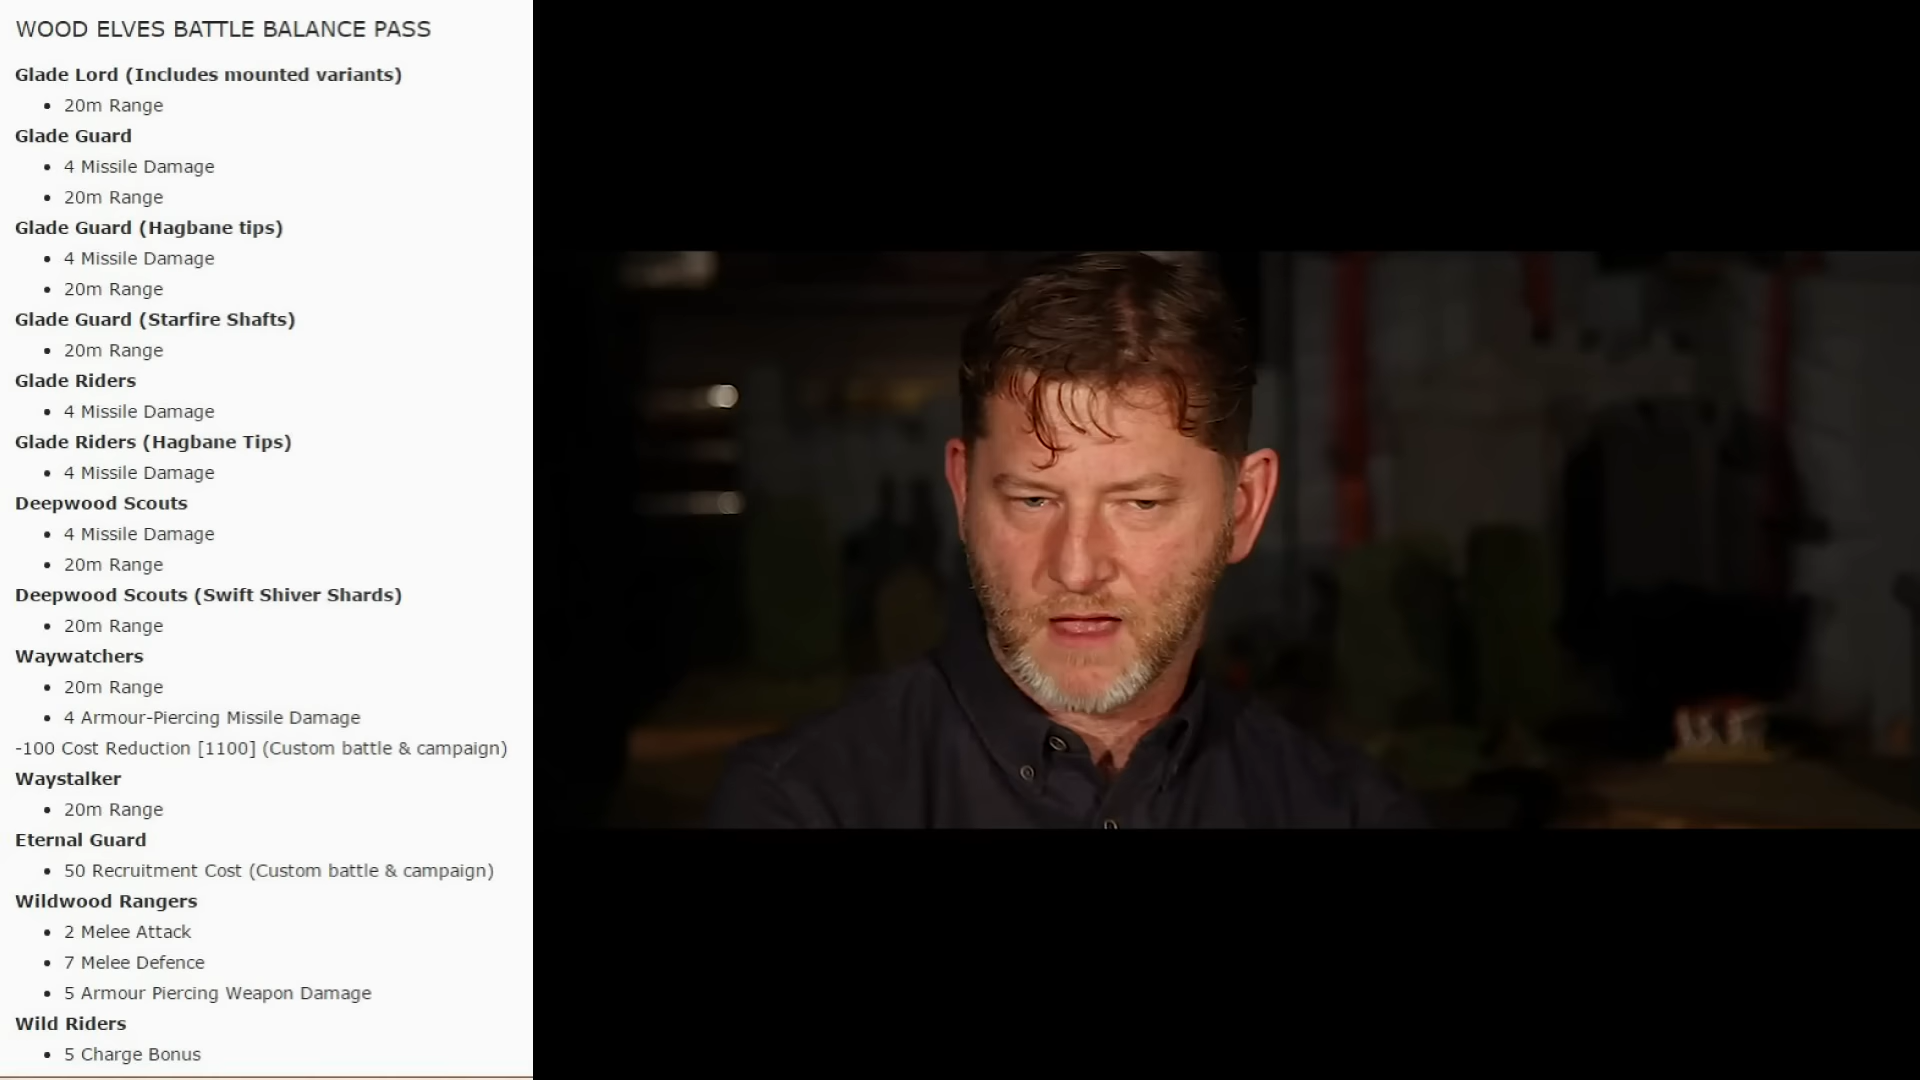 WOOD ELVES BATTLE BALANCE PASS
Glade Lord (Includes mounted variants)
• 20m Range
Glade Guard
• 4 Missile Damage
• 20m Range
Glade Guard (Hagbane tips)
• 4 Missile Damage
• 20m Range
Glade Guard (Starfire Shafts)
• 20m Range
Glade Riders
• 4 Missile Damage
Glade Riders (Hagbane Tips)
• 4 Missile Damage
Deepwood Scouts
• 4 Missile Damage
• 20m Range
Deepwood Scouts (Swift Shiver Shards)
• 20m Range
Waywatchers
• 20m Range
• 4 Armour-Piercing Missile Damage
-100 Cost Reduction [1100] (Custom battle & campaign)
Waystalker
• 20m Range
Eternal Guard
• 50 Recruitment Cost (Custom battle & campaign)
Wildwood Rangers
• 2 Melee Attack
• 7 Melee Defence
• 5 Armour Piercing Weapon Damage
Wild Riders
• 5 Charge Bonus